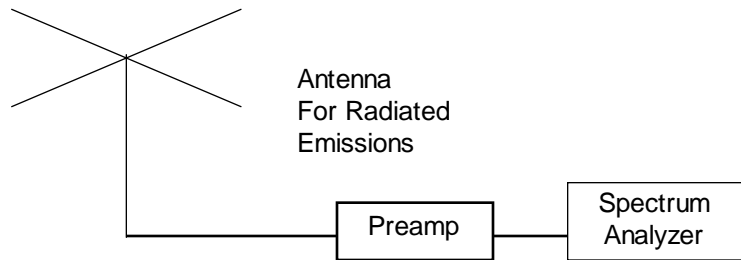 Antenna
For Radiated
Emissions
Preamp
Spectrum
Analyzer